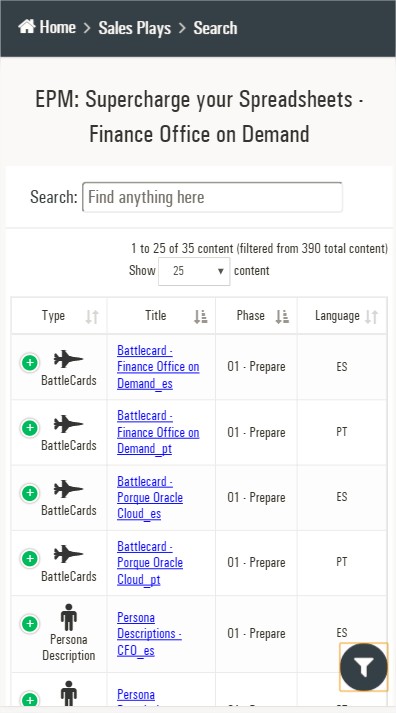 Home > Sales Plays > Search
EPM: Supercharge your Spreadsheets -
Finance Office on Demand
Search: Find anything here
1 to 25 of 35 content (filtered from 390 total content)
Show 25 content
Type Title Phase Language
BattleCards
Battlecard -
Finance Office on
Demand_es
01 - Prepare
ES
BattleCards
Battlecard -
Finance Office on
Demand_pt
01 - Prepare
PT
BattleCards
Battlecard -
Porque Oracle
Cloud_es
01 - Prepare
ES
BattleCards
Battlecard -
Porque Oracle
Cloud_pt
01 - Prepare
PT
Persona
Description
Persona
Descriptions -
CFO_es
01 - Prepare
ES
Persona